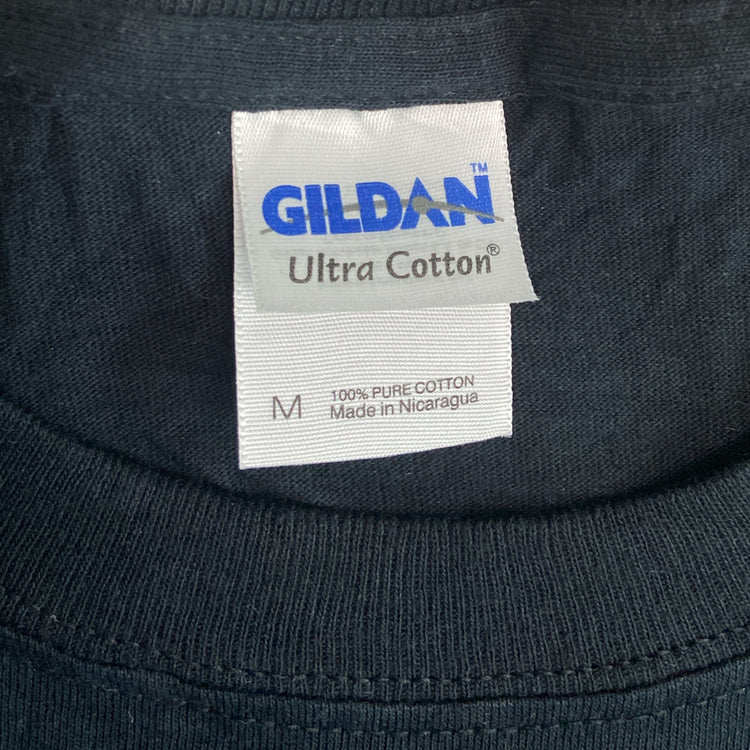 GILDAN™
Ultra Cotton®
M
100% PURE COTTON
Made in Nicaragua